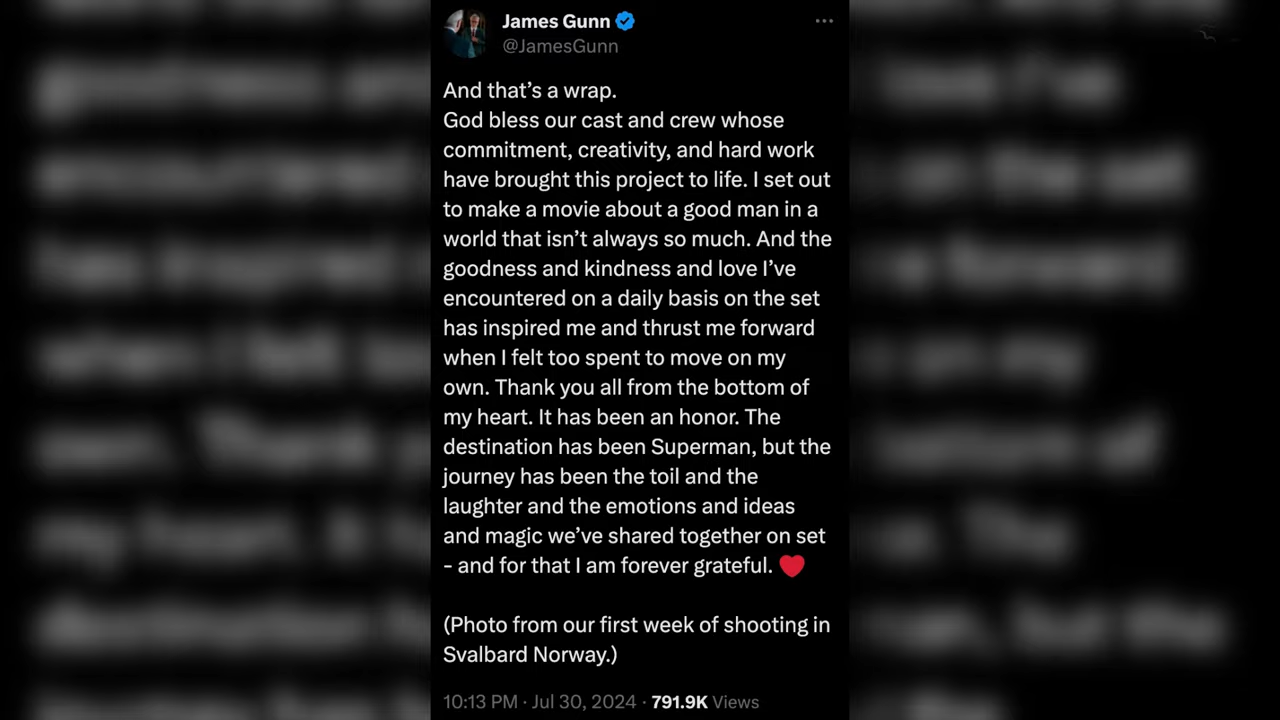 James Gunn
@JamesGunn
And that’s a wrap.
God bless our cast and crew whose
commitment, creativity, and hard work
have brought this project to life. I set out
to make a movie about a good man in a
world that isn’t always so much. And the
goodness and kindness and love I’ve
encountered on a daily basis on the set
has inspired me and thrust me forward
when I felt too spent to move on my
own. Thank you all from the bottom of
my heart. It has been an honor. The
destination has been Superman, but the
journey has been the toil and the
laughter and the emotions and ideas
and magic we’ve shared together on set
- and for that I am forever grateful. ❤️
(Photo from our first week of shooting in
Svalbard Norway.)
10:13 PM · Jul 30, 2024 · 791.9K Views